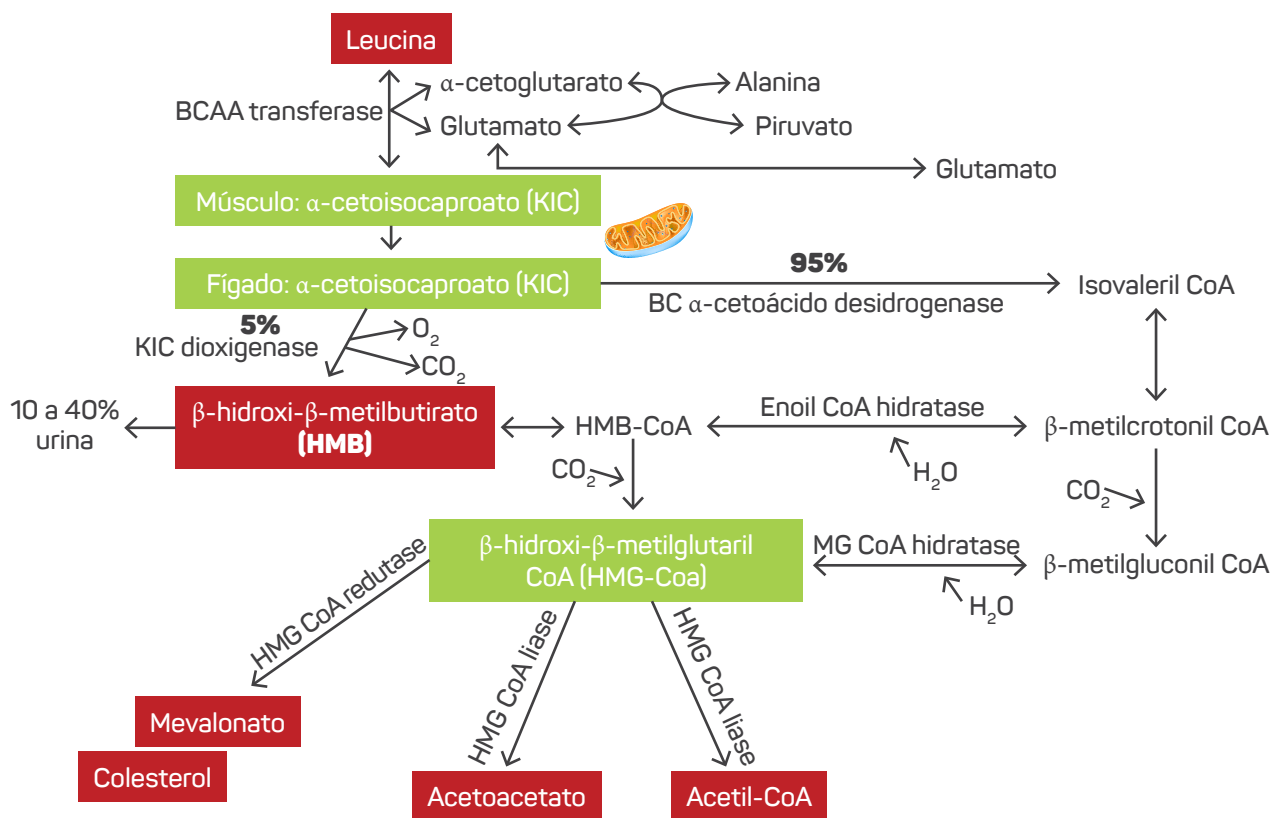 Leucina
α-cetoglutarato
Alanina
BCAA transferase
Glutamato
Piruvato
Glutamato
Músculo: α-cetoisocaproato (KIC)
95%
Fígado: α-cetoisocaproato (KIC)
BC α-cetoácido desidrogenase
Isovaleril CoA
5%
KIC dioxigenase
O₂
CO₂
10 a 40%
urina
β-hidroxi-β-metilbutirato
(HMB)
HMB-CoA
Enoil CoA hidratase
β-metilcrotonil CoA
H₂O
CO₂
CO₂
β-hidroxi-β-metilglutaril
CoA (HMG-Coa)
MG CoA hidratase
β-metilgluconil CoA
H₂O
HMG CoA redutase
HMG CoA liase
HMG CoA liase
Mevalonato
Colesterol
Acetoacetato
Acetil-CoA